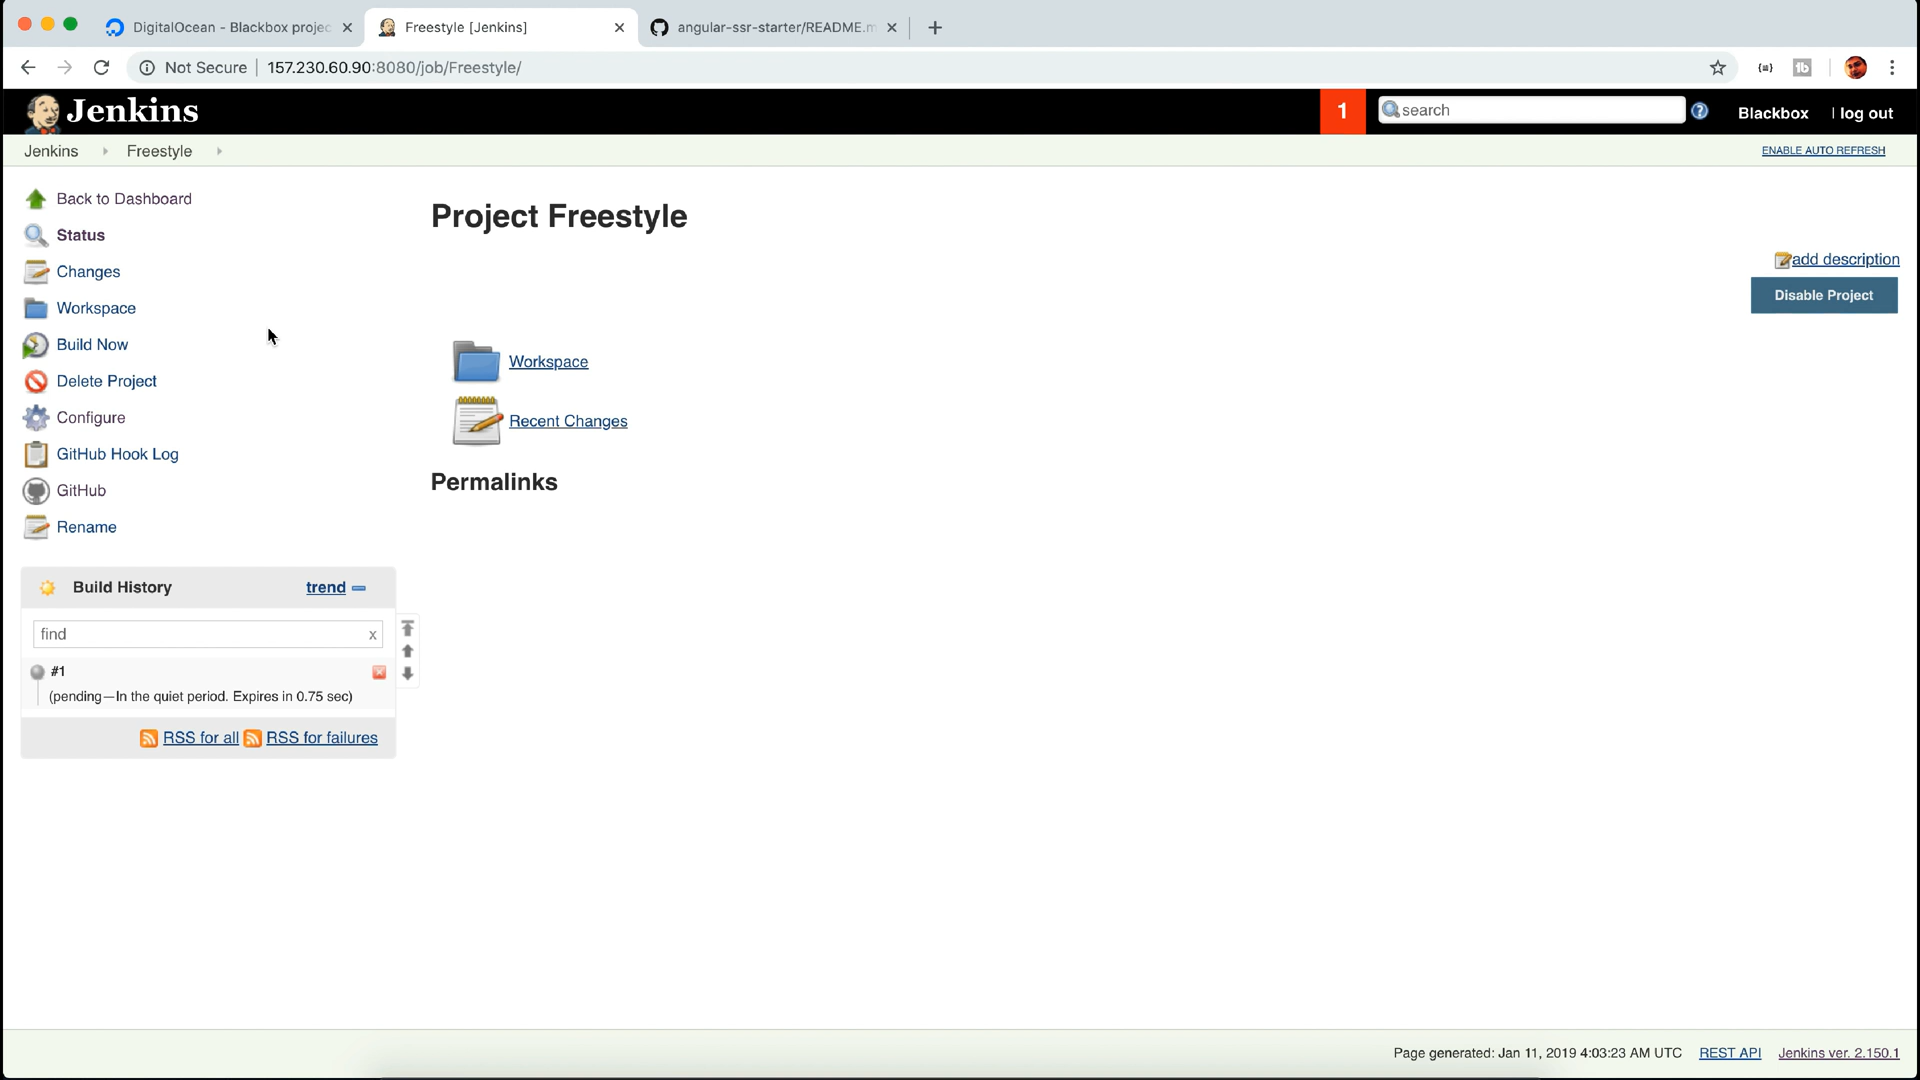 DigitalOcean - Blackbox projec
Freestyle [Jenkins]
angular-ssr-starter/README.m
Not Secure
157.230.60.90:8080/job/Freestyle/
Jenkins
1
search
Blackbox
| log out
Jenkins
Freestyle
ENABLE AUTO REFRESH
Back to Dashboard
Status
Changes
Workspace
Build Now
Delete Project
Configure
GitHub Hook Log
GitHub
Rename
Project Freestyle
add description
Disable Project
Workspace
Recent Changes
Permalinks
Build History
trend
find
x
#1
(pending—In the quiet period. Expires in 0.75 sec)
RSS for all
RSS for failures
Page generated: Jan 11, 2019 4:03:23 AM UTC
REST API
Jenkins ver. 2.150.1